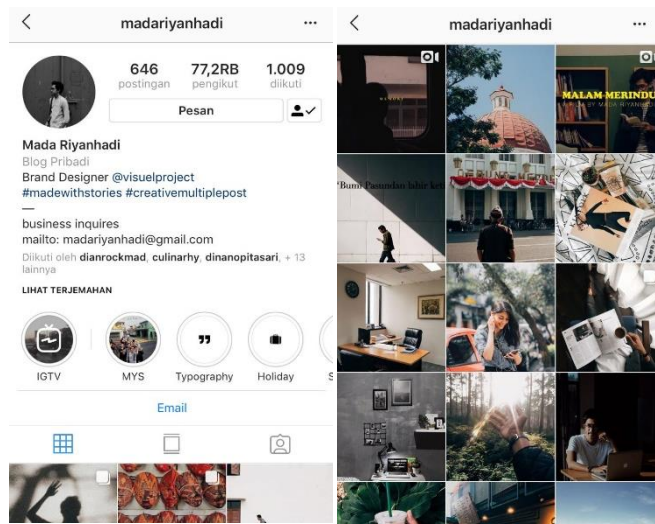 madariyanhadi
646
77,2RB
1.009
postingan
pengikut
diikuti
Pesan
Mada Riyanhadi
Blog Pribadi
Brand Designer @visuelproject
#madewithstories #creativemultiplepost
—
business inquires
mailto: madariyanhadi@gmail.com
Diikuti oleh dianrockmad, culinarhy, dinanopitasari, + 13
lainnya
LIHAT TERJEMAHAN
IGTV
MYS
Typography
Holiday
S
Email
madariyanhadi
MALAM MERINDU
"Bumi Pasundan lahir ket